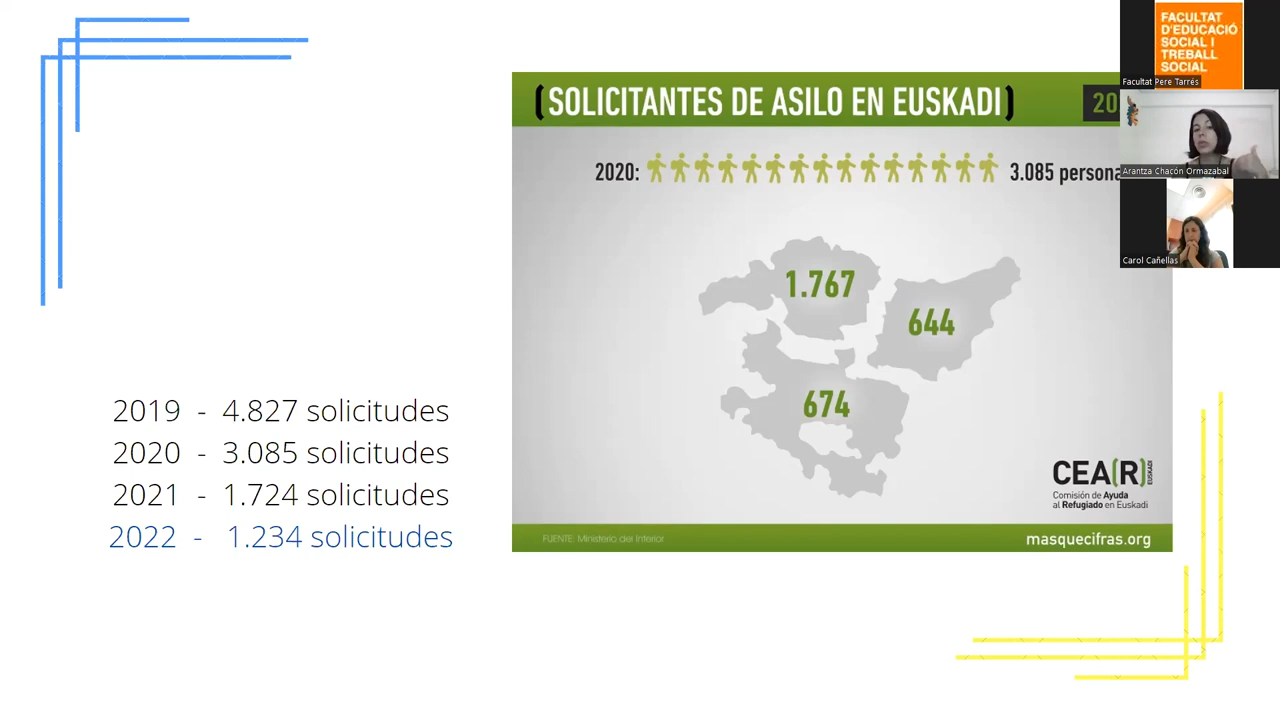 FACULTAT
D'EDUCACIÓ
SOCIAL I
TREBALL
SOCIAL
Facultat Pere Tarrés
Arantza Chacón Ormazabal
Carol Cañellas
(SOLICITANTES DE ASILO EN EUSKADI)
20
2020:
3.085 persona
1.767
644
674
2019 - 4.827 solicitudes
2020 - 3.085 solicitudes
2021 - 1.724 solicitudes
2022 - 1.234 solicitudes
CEA(R) EUSKADI
Comisión de Ayuda
al Refugiado en Euskadi
FUENTE: Ministerio del Interior
masquecifras.org